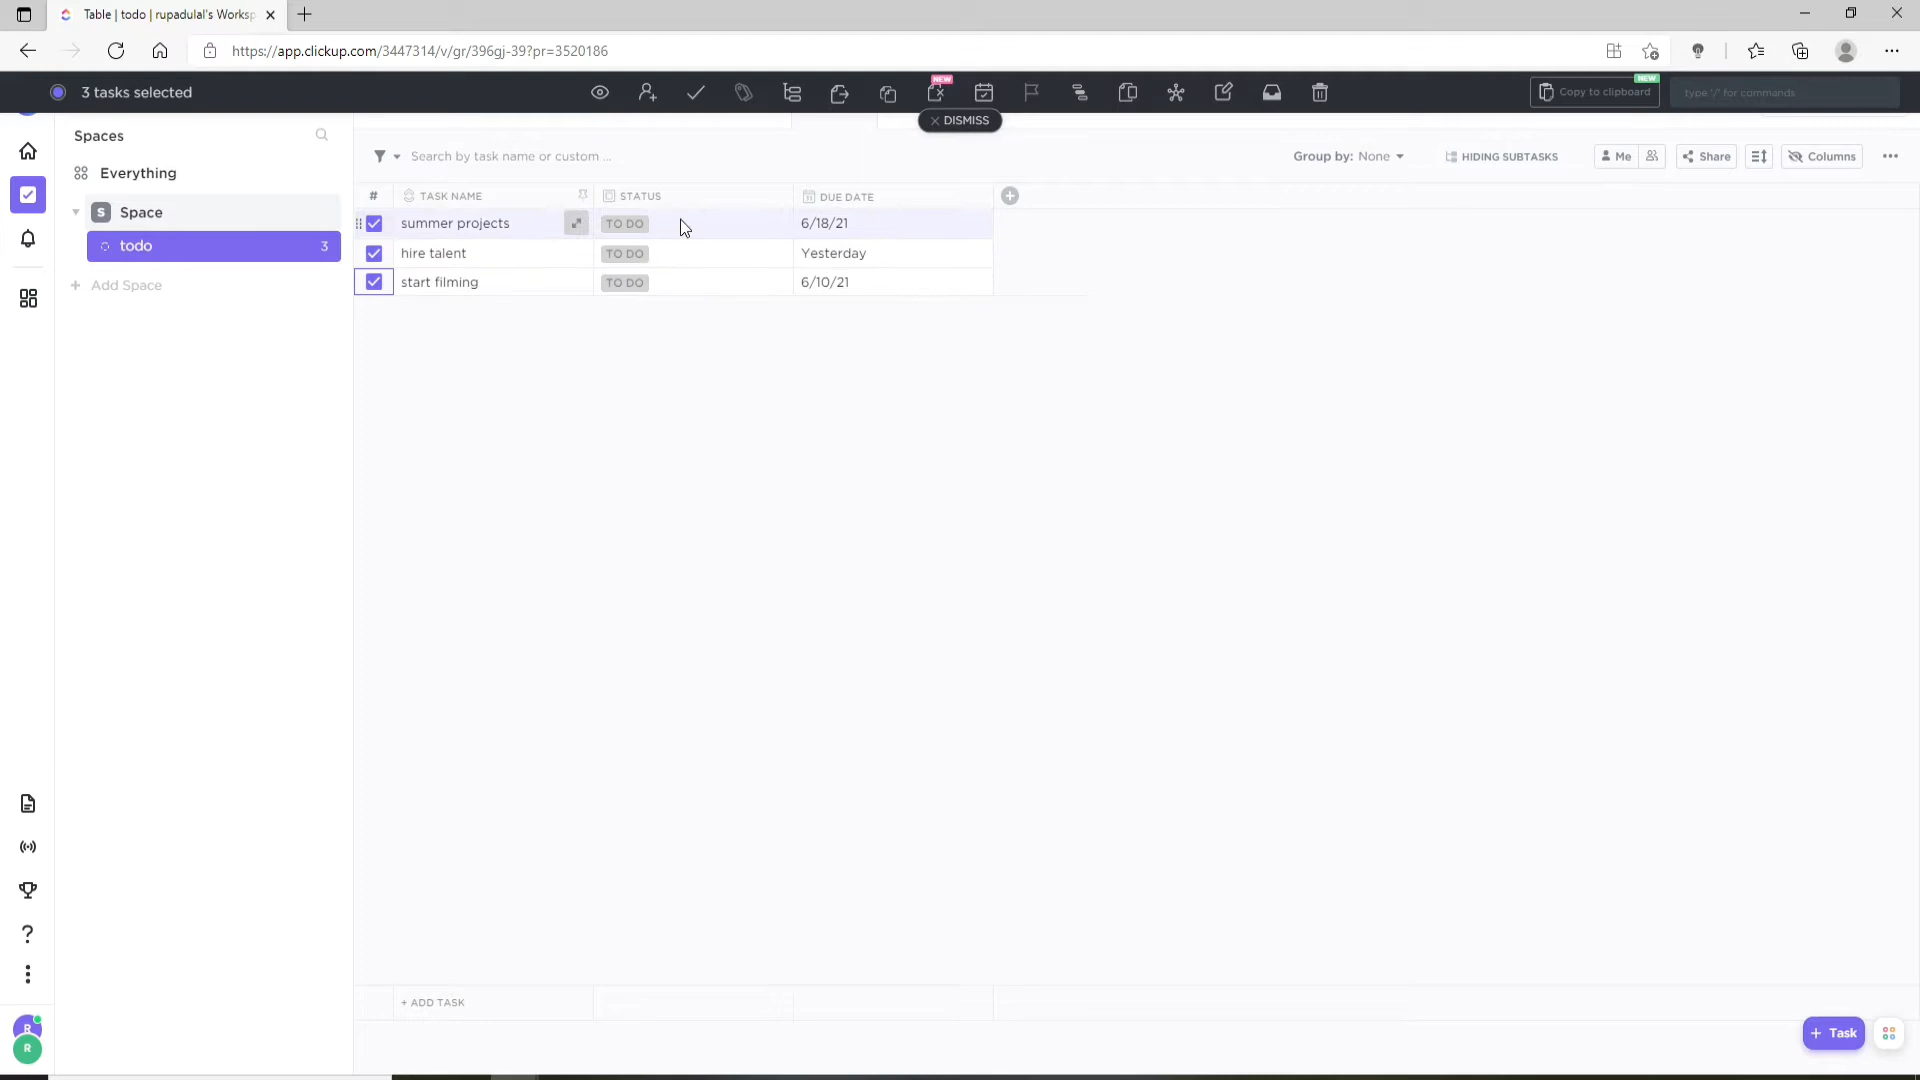 Table | todo | rupadulal's Worksp
https://app.clickup.com/3447314/v/gr/396gj-39?pr=3520186
3 tasks selected
NEW
NEW
Copy to clipboard
type '/' for commands
DISMISS
Spaces
Everything
S Space
todo 3
+ Add Space
Search by task name or custom ...
Group by: None
HIDING SUBTASKS
Me
Share
Columns
# TASK NAME STATUS DUE DATE
summer projects TO DO 6/18/21
hire talent TO DO Yesterday
start filming TO DO 6/10/21
+ ADD TASK
+ Task
R
R